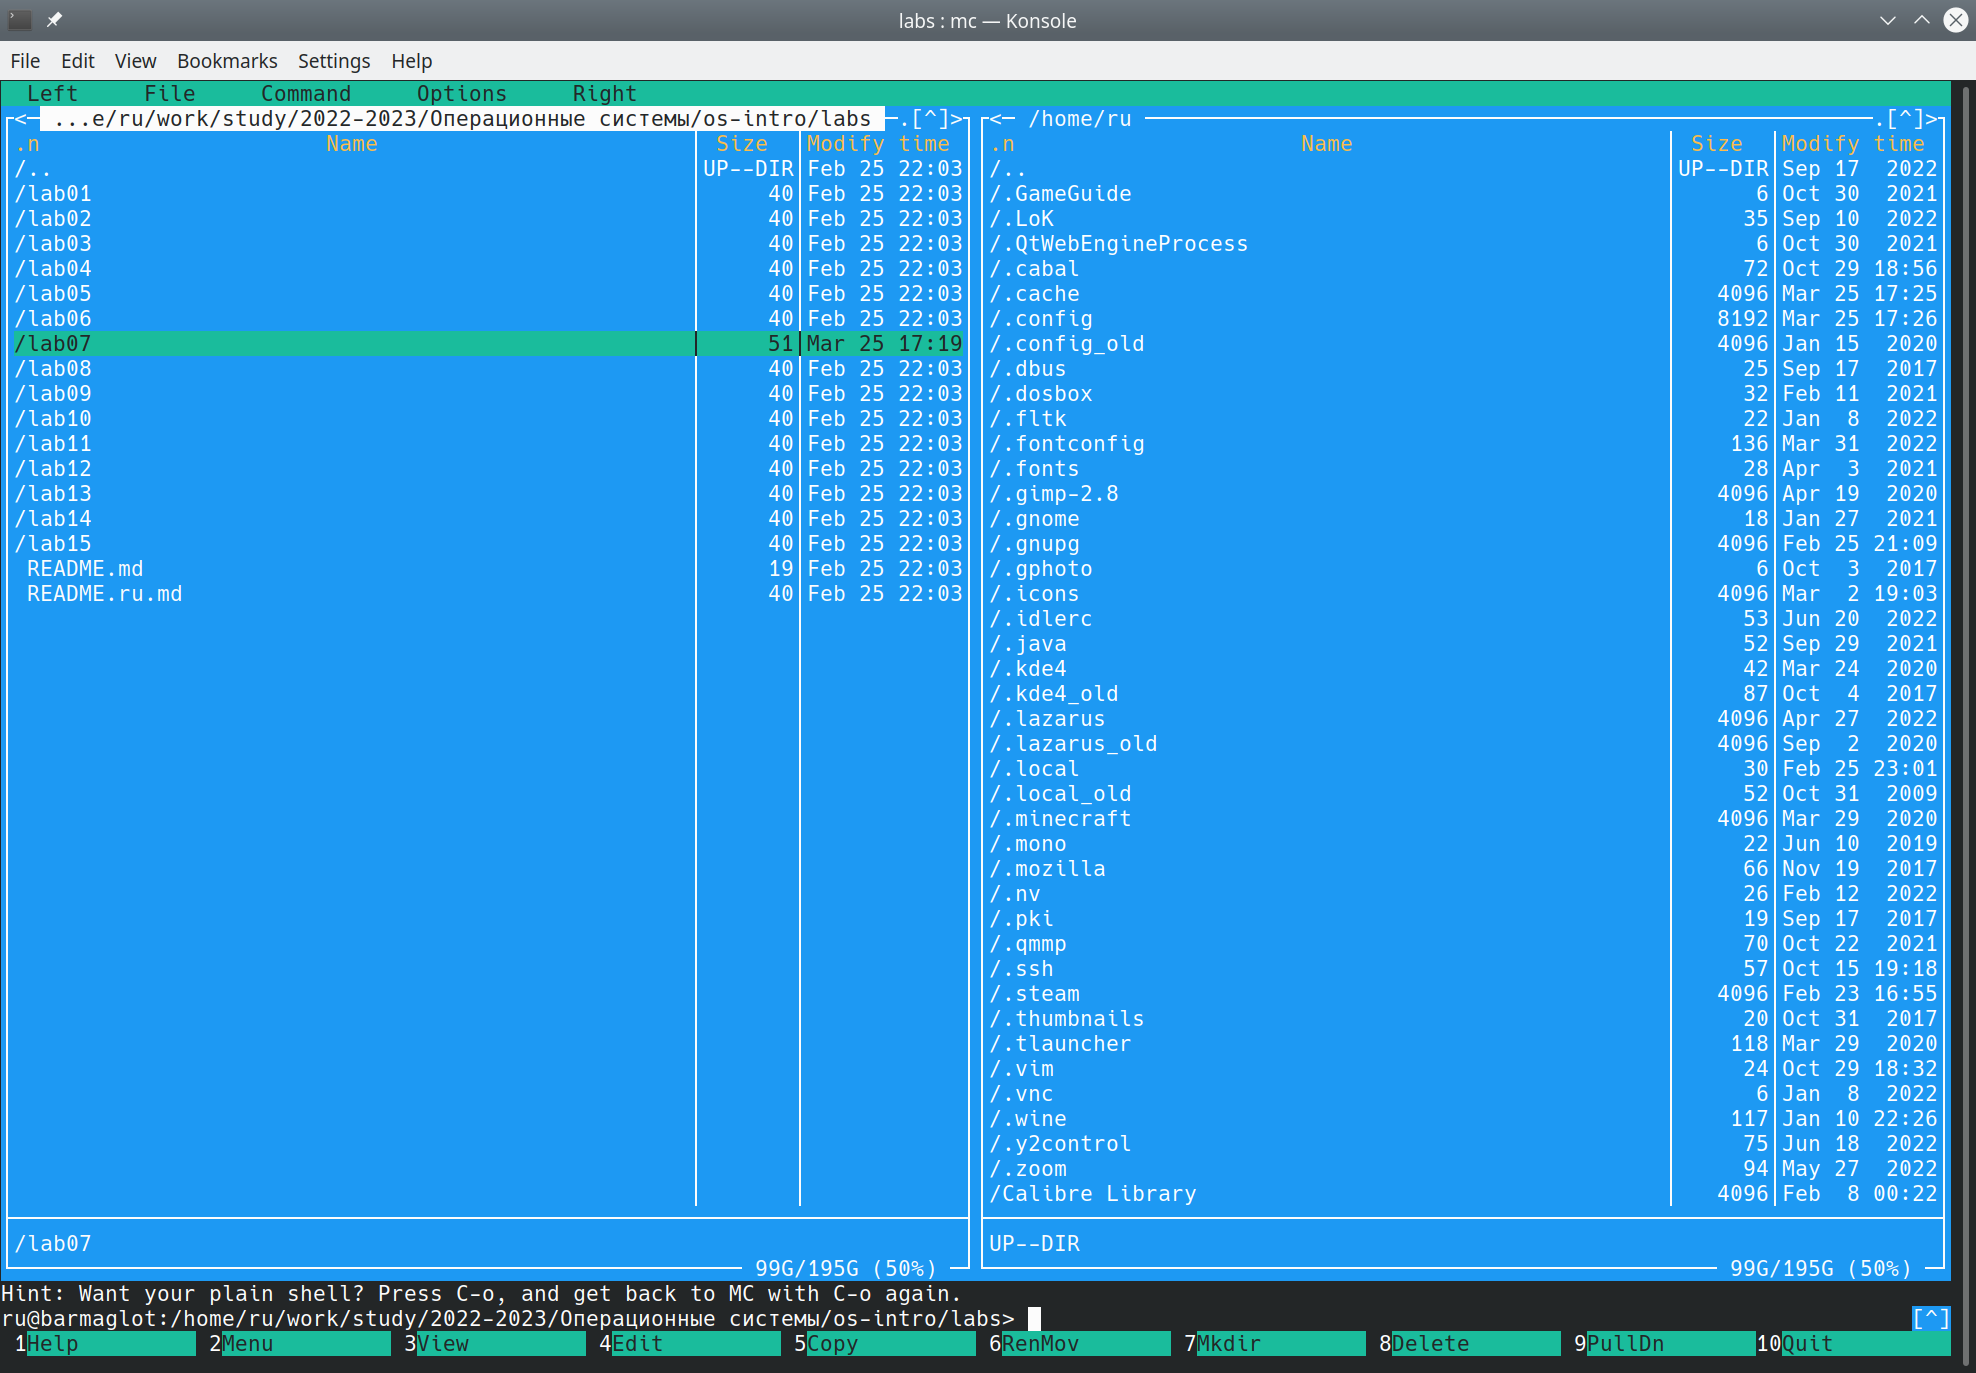 labs : mc — Konsole
File Edit View Bookmarks Settings Help
Left File Command Options Right
<─ ...e/ru/work/study/2022-2023/Операционные системы/os-intro/labs ─.[^]>
.n Name Size Modify time
/.. UP--DIR Feb 25 22:03
/lab01 40 Feb 25 22:03
/lab02 40 Feb 25 22:03
/lab03 40 Feb 25 22:03
/lab04 40 Feb 25 22:03
/lab05 40 Feb 25 22:03
/lab06 40 Feb 25 22:03
/lab07 51 Mar 25 17:19
/lab08 40 Feb 25 22:03
/lab09 40 Feb 25 22:03
/lab10 40 Feb 25 22:03
/lab11 40 Feb 25 22:03
/lab12 40 Feb 25 22:03
/lab13 40 Feb 25 22:03
/lab14 40 Feb 25 22:03
/lab15 40 Feb 25 22:03
README.md 19 Feb 25 22:03
README.ru.md 40 Feb 25 22:03
/lab07
99G/195G (50%)
<─ /home/ru ─.[^]>
.n Name Size Modify time
/.. UP--DIR Sep 17 2022
/.GameGuide 6 Oct 30 2021
/.LoK 35 Sep 10 2022
/.QtWebEngineProcess 6 Oct 30 2021
/.cabal 72 Oct 29 18:56
/.cache 4096 Mar 25 17:25
/.config 8192 Mar 25 17:26
/.config_old 4096 Jan 15 2020
/.dbus 25 Sep 17 2017
/.dosbox 32 Feb 11 2021
/.fltk 22 Jan 8 2022
/.fontconfig 136 Mar 31 2022
/.fonts 28 Apr 3 2021
/.gimp-2.8 4096 Apr 19 2020
/.gnome 18 Jan 27 2021
/.gnupg 4096 Feb 25 21:09
/.gphoto 6 Oct 3 2017
/.icons 4096 Mar 2 19:03
/.idlerc 53 Jun 20 2022
/.java 52 Sep 29 2021
/.kde4 42 Mar 24 2020
/.kde4_old 87 Oct 4 2017
/.lazarus 4096 Apr 27 2022
/.lazarus_old 4096 Sep 2 2020
/.local 30 Feb 25 23:01
/.local_old 52 Oct 31 2009
/.minecraft 4096 Mar 29 2020
/.mono 22 Jun 10 2019
/.mozilla 66 Nov 19 2017
/.nv 26 Feb 12 2022
/.pki 19 Sep 17 2017
/.qmmp 70 Oct 22 2021
/.ssh 57 Oct 15 19:18
/.steam 4096 Feb 23 16:55
/.thumbnails 20 Oct 31 2017
/.tlauncher 118 Mar 29 2020
/.vim 24 Oct 29 18:32
/.vnc 6 Jan 8 2022
/.wine 117 Jan 10 22:26
/.y2control 75 Jun 18 2022
/.zoom 94 May 27 2022
/Calibre Library 4096 Feb 8 00:22
UP--DIR
99G/195G (50%)
Hint: Want your plain shell? Press C-o, and get back to MC with C-o again.
ru@barmaglot:/home/ru/work/study/2022-2023/Операционные системы/os-intro/labs> [^]
1Help 2Menu 3View 4Edit 5Copy 6RenMov 7Mkdir 8Delete 9PullDn 10Quit